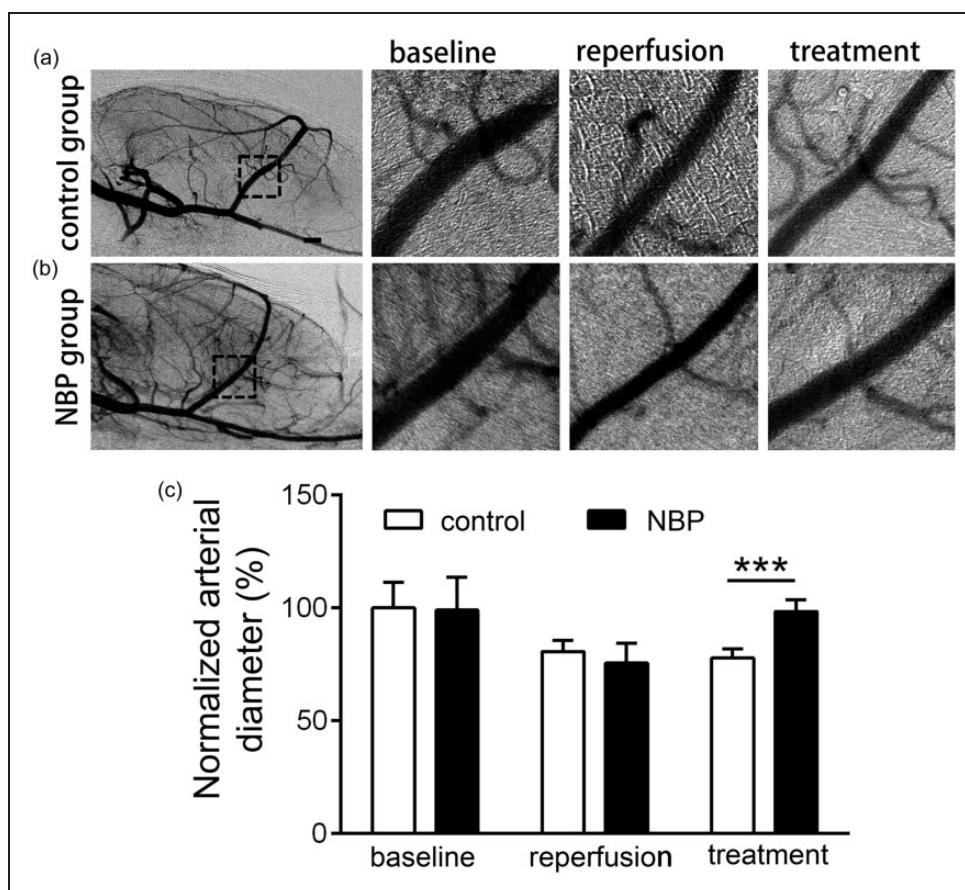 baseline reperfusion treatment
(a)
control group
(b)
NBP group
(c)
Normalized arterial
diameter (%)
150
100
50
0
control NBP
***
baseline reperfusion treatment